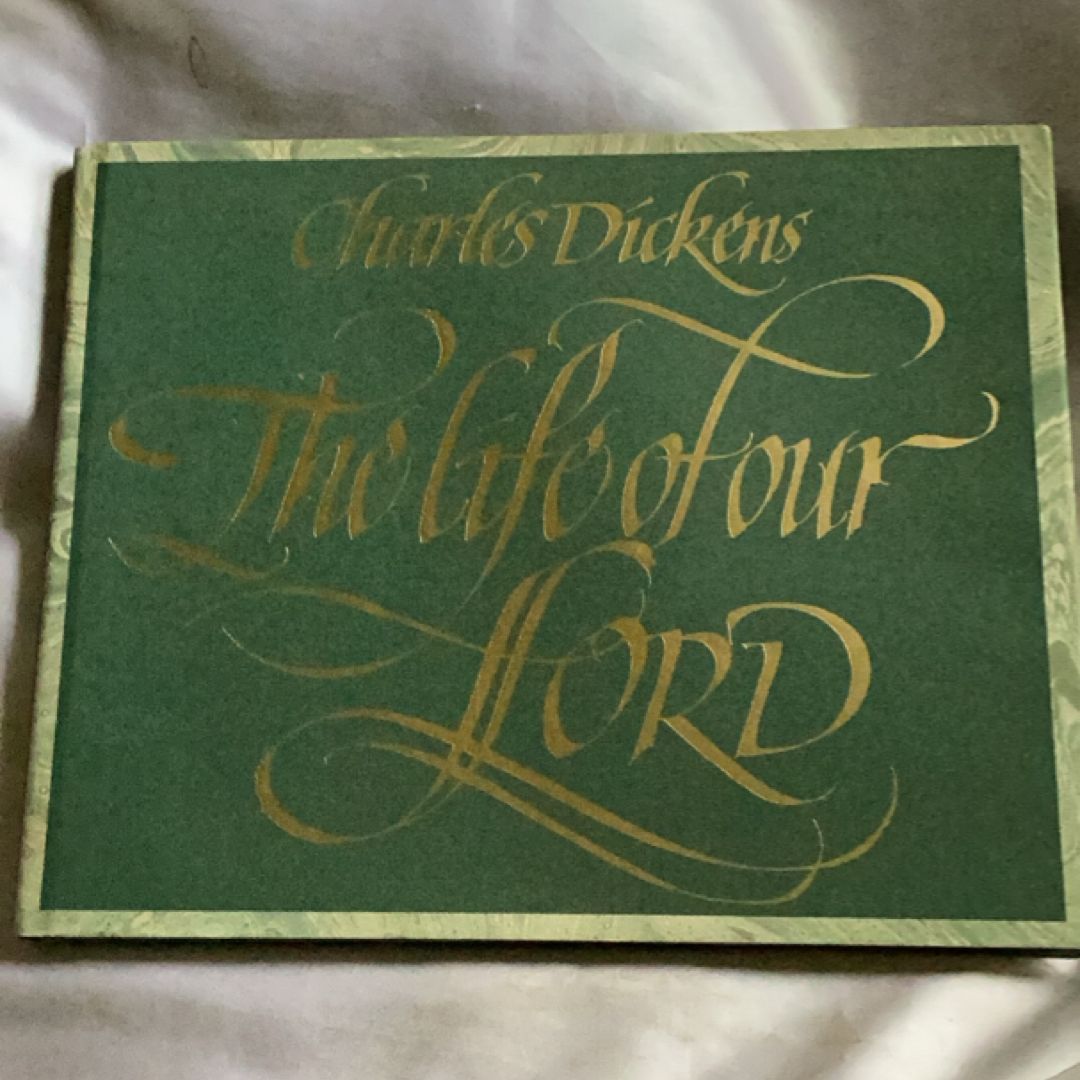 Charles Dickens
The life of our
LORD